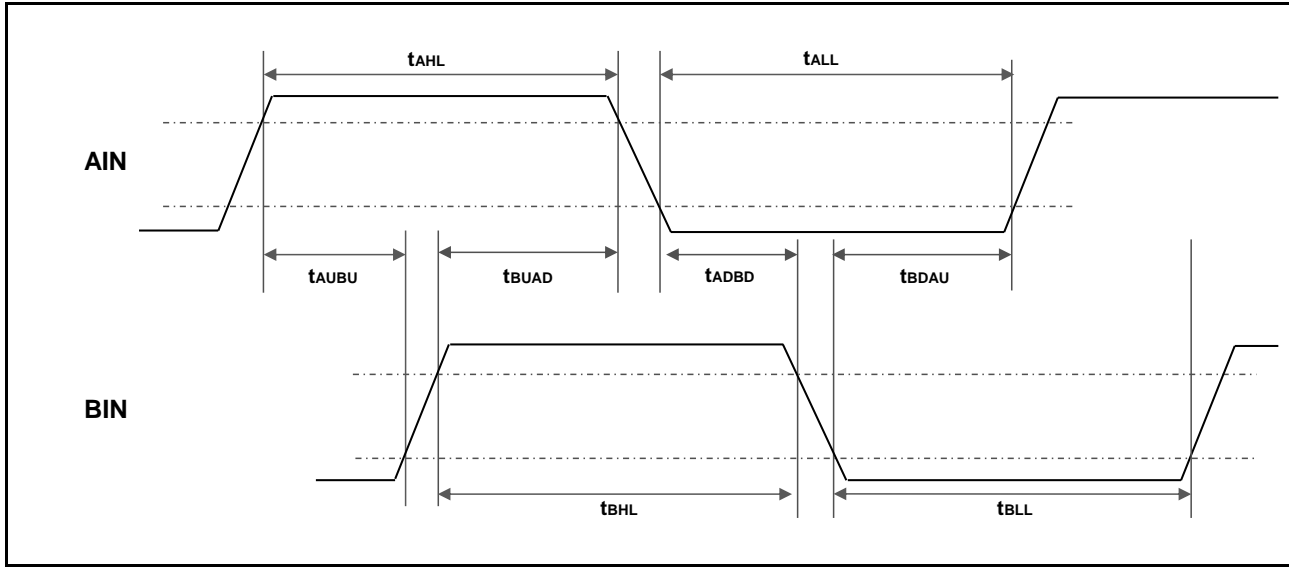 tAHL tALL
AIN
tAUBU tBUAD tADBD tBDAU
BIN
tBHL tBLL